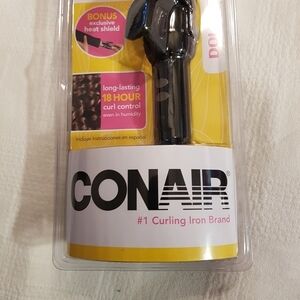 BONUS
exclusive
heat shield
DOU
long-lasting
18 HOUR
curl control
even in humidity
Incluye instrucciones en español
CONAIR®
#1 Curling Iron Brand